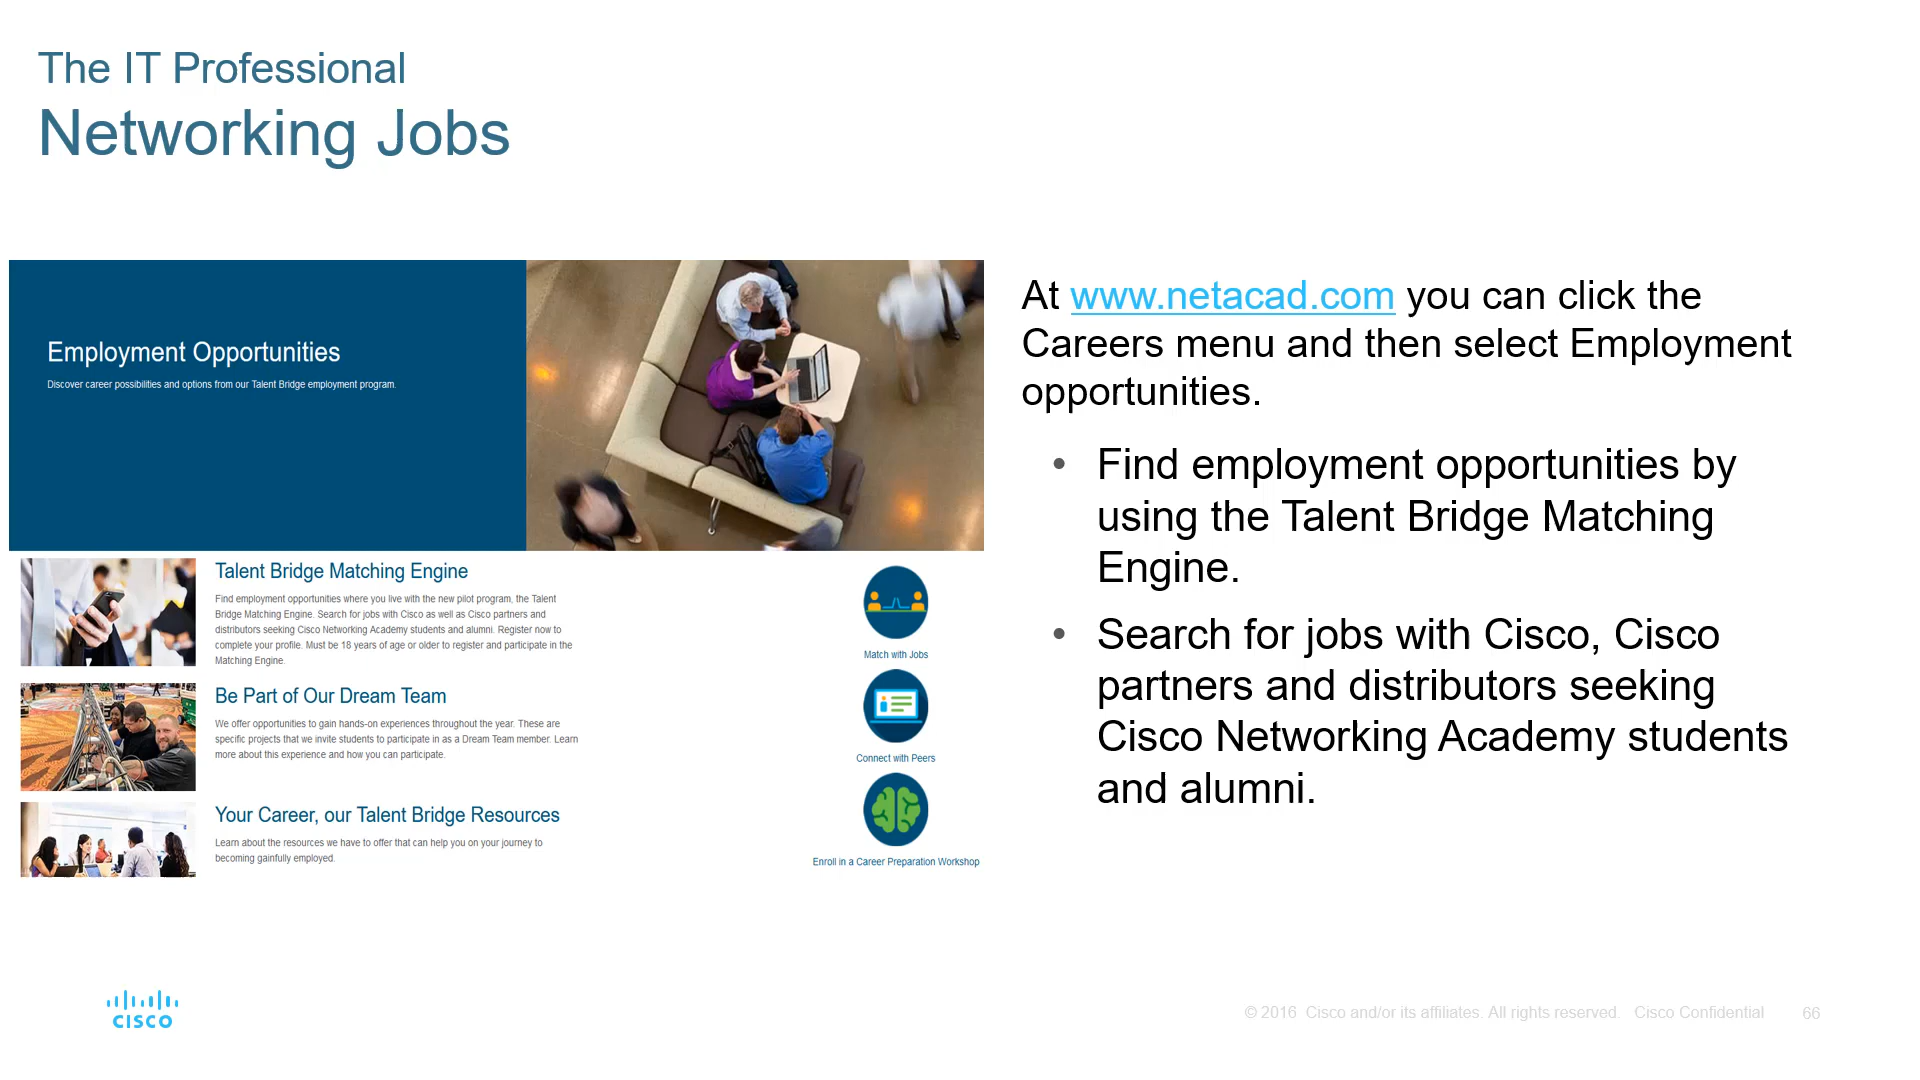 The IT Professional
Networking Jobs
Employment Opportunities
Discover career possibilities and options from our Talent Bridge employment program.
Talent Bridge Matching Engine
Find employment opportunities where you live with the new pilot program, the Talent
Bridge Matching Engine. Search for jobs with Cisco as well as Cisco partners and
distributors seeking Cisco Networking Academy students and alumni. Register now to
complete your profile. Must be 18 years of age or older to register and participate in the
Matching Engine.
Be Part of Our Dream Team
We offer opportunities to gain hands-on experiences throughout the year. These are
specific projects that we invite students to participate in as a Dream Team member. Learn
more about this experience and how you can participate.
Your Career, our Talent Bridge Resources
Learn about the resources we have to offer that can help you on your journey to
becoming gainfully employed.
Match with Jobs
Connect with Peers
Enroll in a Career Preparation Workshop
At www.netacad.com you can click the
Careers menu and then select Employment
opportunities.
• Find employment opportunities by
using the Talent Bridge Matching
Engine.
• Search for jobs with Cisco, Cisco
partners and distributors seeking
Cisco Networking Academy students
and alumni.
CISCO
© 2016 Cisco and/or its affiliates. All rights reserved. Cisco Confidential 66